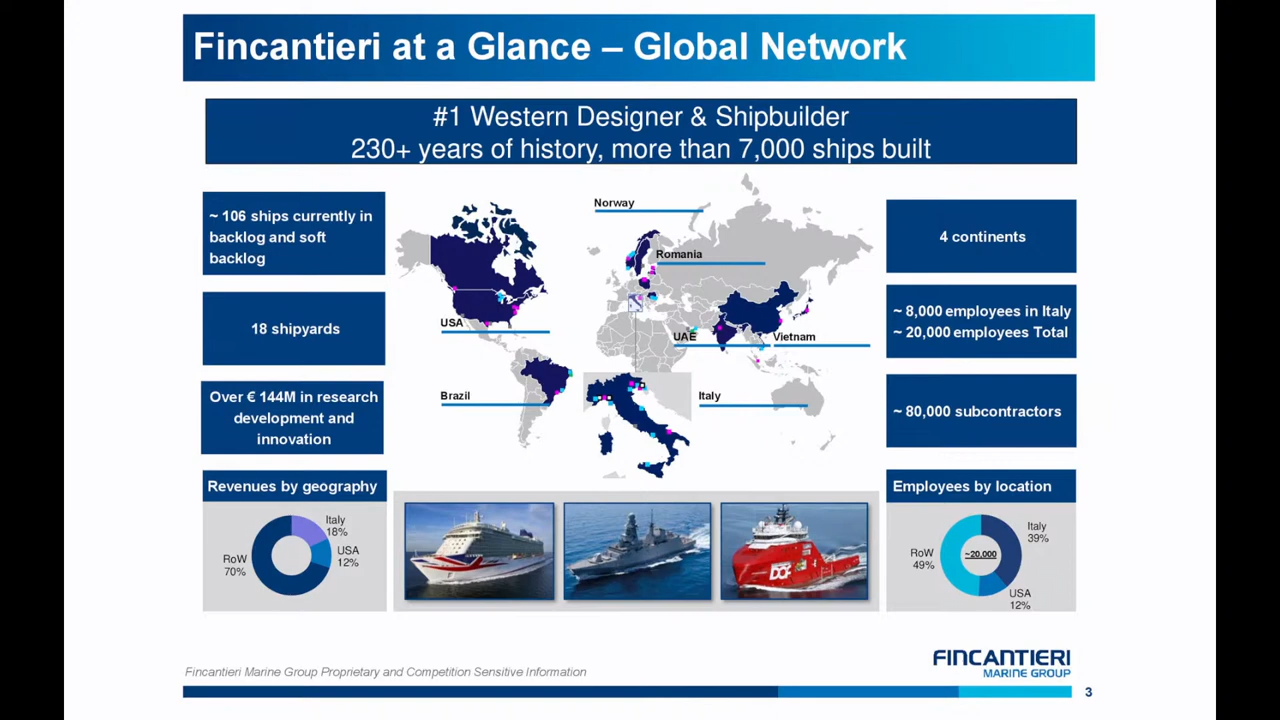 Fincantieri at a Glance – Global Network
#1 Western Designer & Shipbuilder
230+ years of history, more than 7,000 ships built
~ 106 ships currently in
backlog and soft
backlog
18 shipyards
Over € 144M in research
development and
innovation
Norway
Romania
USA
UAE
Vietnam
Brazil
Italy
4 continents
~ 8,000 employees in Italy
~ 20,000 employees Total
~ 80,000 subcontractors
Revenues by geography
Italy
18%
USA
12%
RoW
70%
DOF
Employees by location
Italy
39%
RoW
49%
~20,000
USA
12%
Fincantieri Marine Group Proprietary and Competition Sensitive Information
FINCANTIERI
MARINE GROUP
3